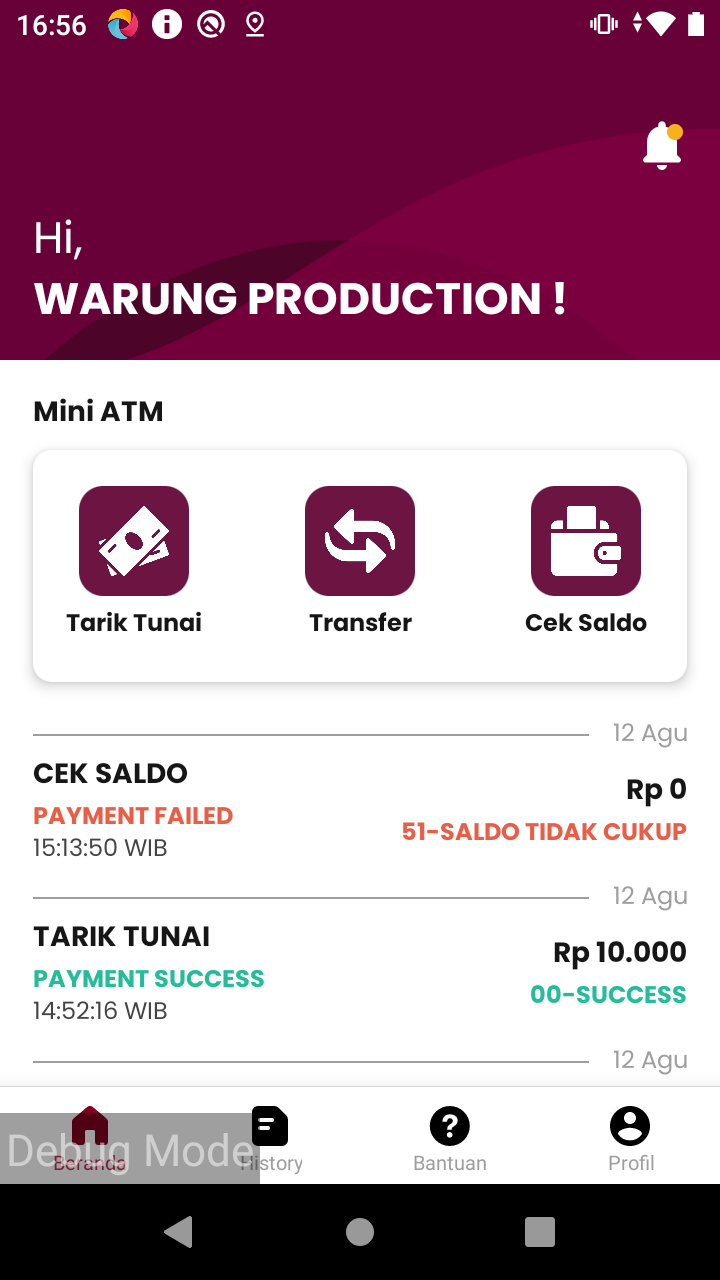 16:56
Hi,
WARUNG PRODUCTION !
Mini ATM
Tarik Tunai
Transfer
Cek Saldo
12 Agu
CEK SALDO
Rp 0
PAYMENT FAILED
51-SALDO TIDAK CUKUP
15:13:50 WIB
12 Agu
TARIK TUNAI
Rp 10.000
PAYMENT SUCCESS
00-SUCCESS
14:52:16 WIB
12 Agu
Debug Mode
Beranda
History
Bantuan
Profil